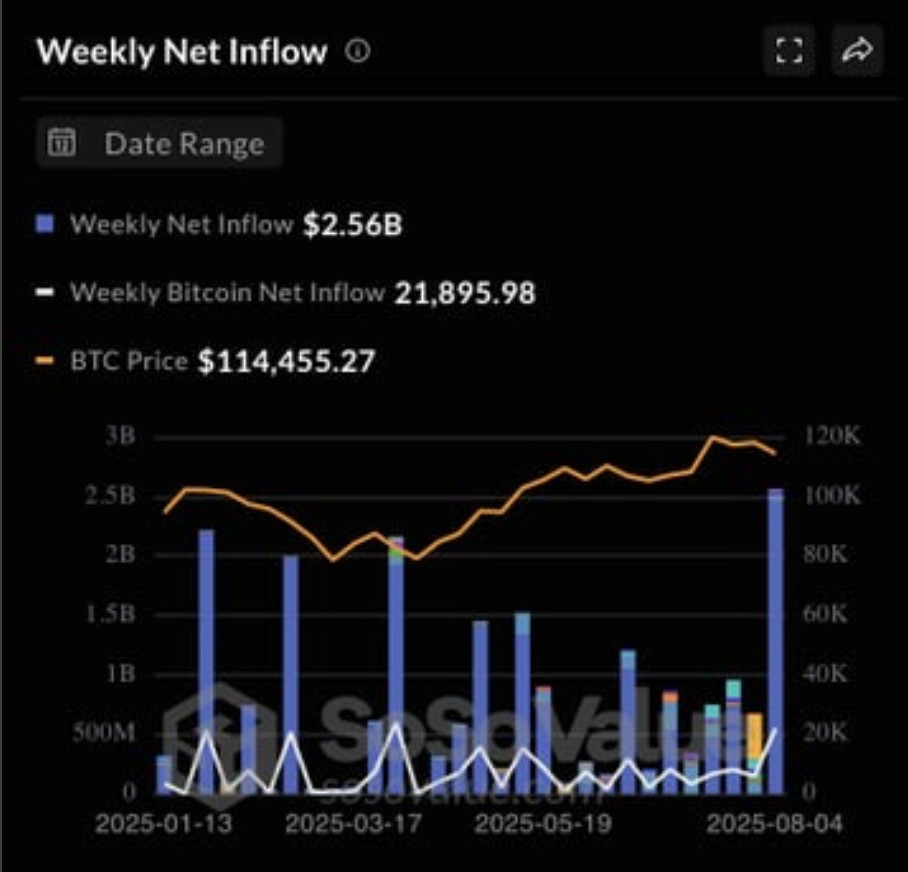 Weekly Net Inflow
12 Date Range
Weekly Net Inflow $2.56B
Weekly Bitcoin Net Inflow 21,895.98
BTC Price $114,455.27
3B 120K
2.5B 100K
2B 80K
1.5B 60K
1B 40K
SoSoValue
500M 20K
sosovalue.com
0 0
2025-01-13 2025-03-17 2025-05-19 2025-08-04